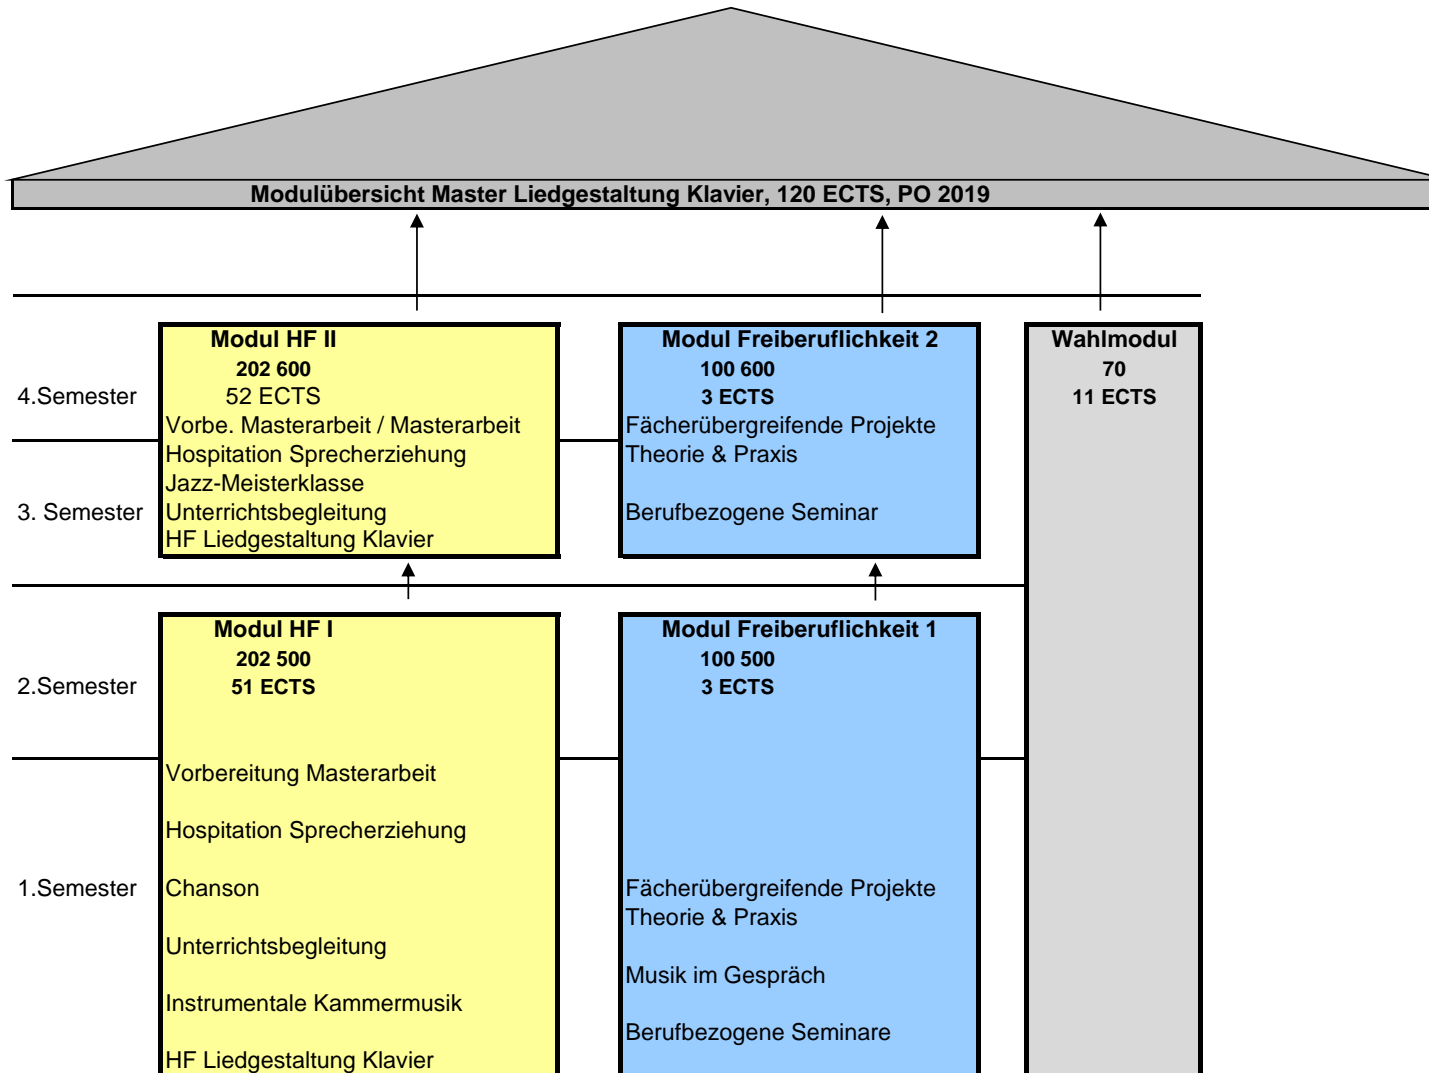 Modulübersicht Master Liedgestaltung Klavier, 120 ECTS, PO 2019
Modul HF II
202 600
52 ECTS
Vorbe. Masterarbeit / Masterarbeit
Hospitation Sprecherziehung
Jazz-Meisterklasse
Unterrichtsbegleitung
HF Liedgestaltung Klavier
Modul Freiberuflichkeit 2
100 600
3 ECTS
Fächerübergreifende Projekte
Theorie & Praxis
Berufbezogene Seminar
Wahlmodul
70
11 ECTS
4.Semester
3. Semester
Modul HF I
202 500
51 ECTS
Vorbereitung Masterarbeit
Hospitation Sprecherziehung
Chanson
Unterrichtsbegleitung
Instrumentale Kammermusik
HF Liedgestaltung Klavier
Modul Freiberuflichkeit 1
100 500
3 ECTS
Fächerübergreifende Projekte
Theorie & Praxis
Musik im Gespräch
Berufbezogene Seminare
2.Semester
1.Semester